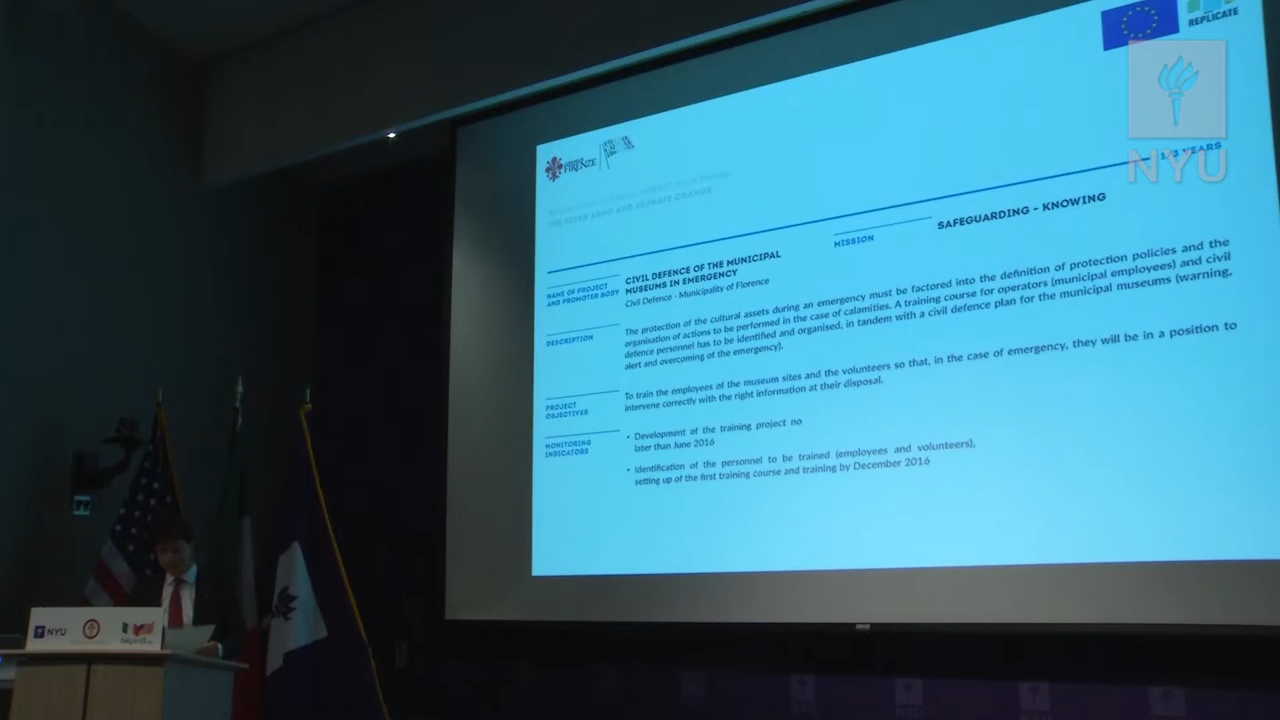 REPLICATE
NYU
FIRENZE
THE RIVER ARNO AND CLIMATE CHANGE
YEARS
MISSION
SAFEGUARDING - KNOWING
NAME OF PROJECT
AND PROMOTER BODY
CIVIL DEFENCE OF THE MUNICIPAL
MUSEUMS IN EMERGENCY
Civil Defence - Municipality of Florence
DESCRIPTION
The protection of the cultural assets during an emergency must be factored into the definition of protection policies and the
organisation of actions to be performed in the case of calamities. A training course for operators (municipal employees) and civil
defence personnel has to be identified and organised, in tandem with a civil defence plan for the municipal museums (warning,
alert and overcoming of the emergency).
PROJECT
OBJECTIVES
To train the employees of the museum sites and the volunteers so that, in the case of emergency, they will be in a position to
intervene correctly with the right information at their disposal.
MONITORING
INDICATORS
• Development of the training project no
later than June 2016
• Identification of the personnel to be trained (employees and volunteers),
setting up of the first training course and training by December 2016
NYU
NYU
NYU